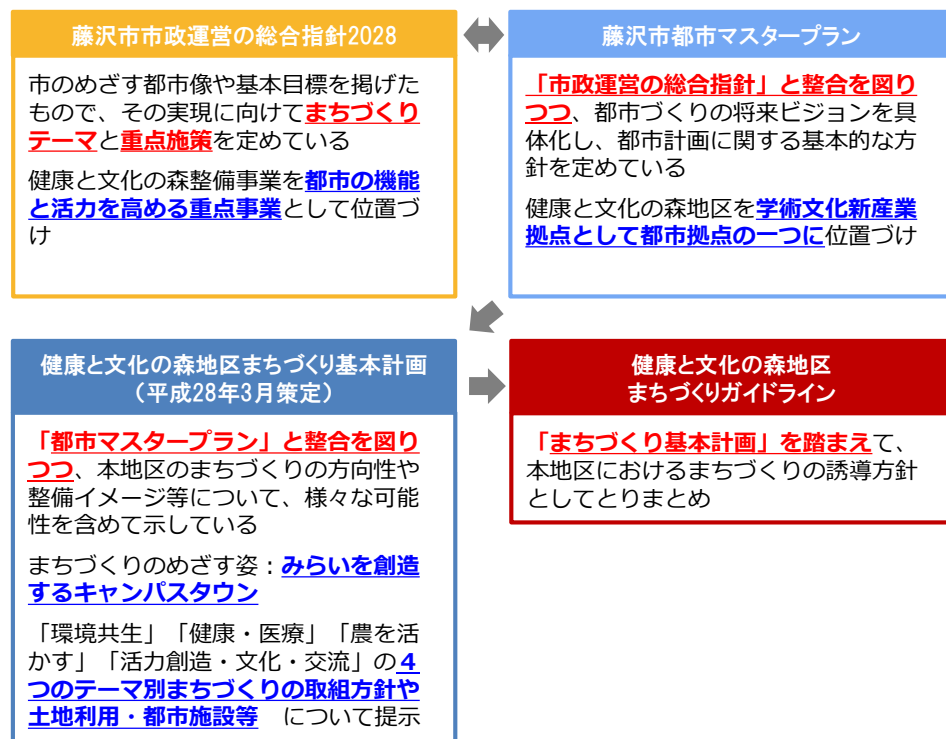 藤沢市市政運営の総合指針2028
市のめざす都市像や基本目標を掲げた
もので、その実現に向けてまちづくり
テーマと重点施策を定めている
健康と文化の森整備事業を都市の機能
と活力を高める重点事業として位置づ
け
藤沢市都市マスタープラン
「市政運営の総合指針」と整合を図り
つつ、都市づくりの将来ビジョンを具
体化し、都市計画に関する基本的な方
針を定めている
健康と文化の森地区を学術文化新産業
拠点として都市拠点の一つに位置づけ
健康と文化の森地区まちづくり基本計画
（平成28年3月策定）
「都市マスタープラン」と整合を図り
つつ、本地区のまちづくりの方向性や
整備イメージ等について、様々な可能
性を含めて示している
まちづくりのめざす姿：みらいを創造
するキャンパスタウン
「環境共生」「健康・医療」「農を活
かす」「活力創造・文化・交流」の４
つのテーマ別まちづくりの取組方針や
土地利用・都市施設等　について提示
健康と文化の森地区
まちづくりガイドライン
「まちづくり基本計画」を踏まえて、
本地区におけるまちづくりの誘導方針
としてとりまとめ